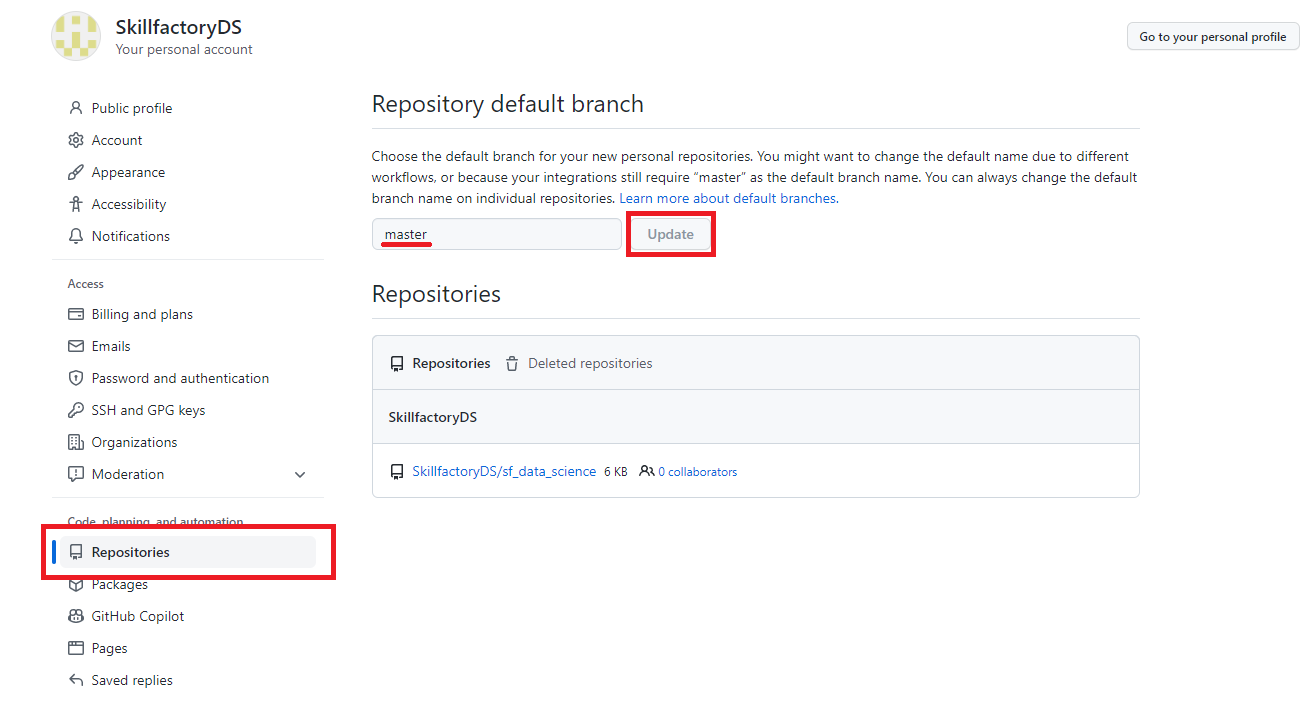 SkillfactoryDS
Your personal account
Go to your personal profile
Public profile
Account
Appearance
Accessibility
Notifications
Access
Billing and plans
Emails
Password and authentication
SSH and GPG keys
Organizations
Moderation
Code, planning, and automation
Repositories
Packages
GitHub Copilot
Pages
Saved replies
Repository default branch
Choose the default branch for your new personal repositories. You might want to change the default name due to different
workflows, or because your integrations still require “master” as the default branch name. You can always change the default
branch name on individual repositories. Learn more about default branches.
master
Update
Repositories
Repositories Deleted repositories
SkillfactoryDS
SkillfactoryDS/sf_data_science 6 KB 0 collaborators